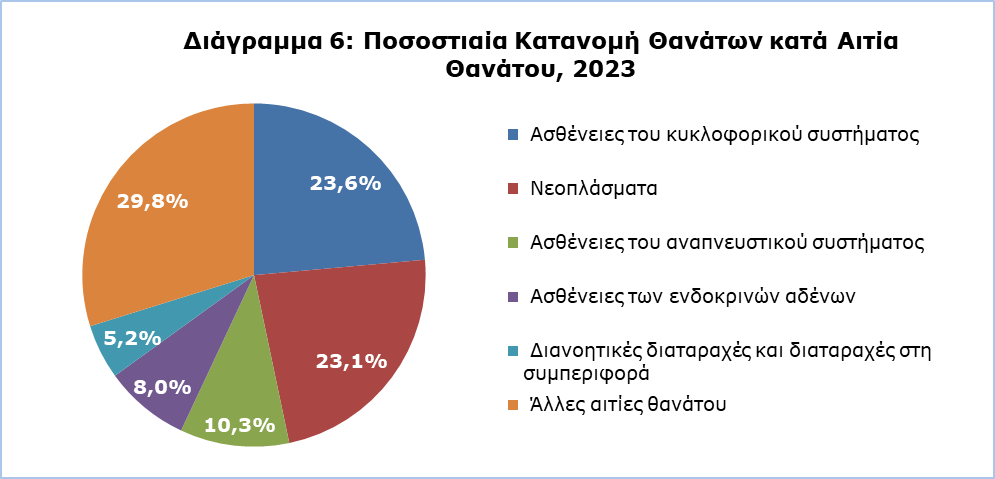 Διάγραμμα 6: Ποσοστιαία Κατανομή Θανάτων κατά Αιτία
Θανάτου, 2023
23,6%
23,1%
10,3%
8,0%
5,2%
29,8%
Ασθένειες του κυκλοφορικού συστήματος
Νεοπλάσματα
Ασθένειες του αναπνευστικού συστήματος
Ασθένειες των ενδοκρινών αδένων
Διανοητικές διαταραχές και διαταραχές στη
συμπεριφορά
Άλλες αιτίες θανάτου